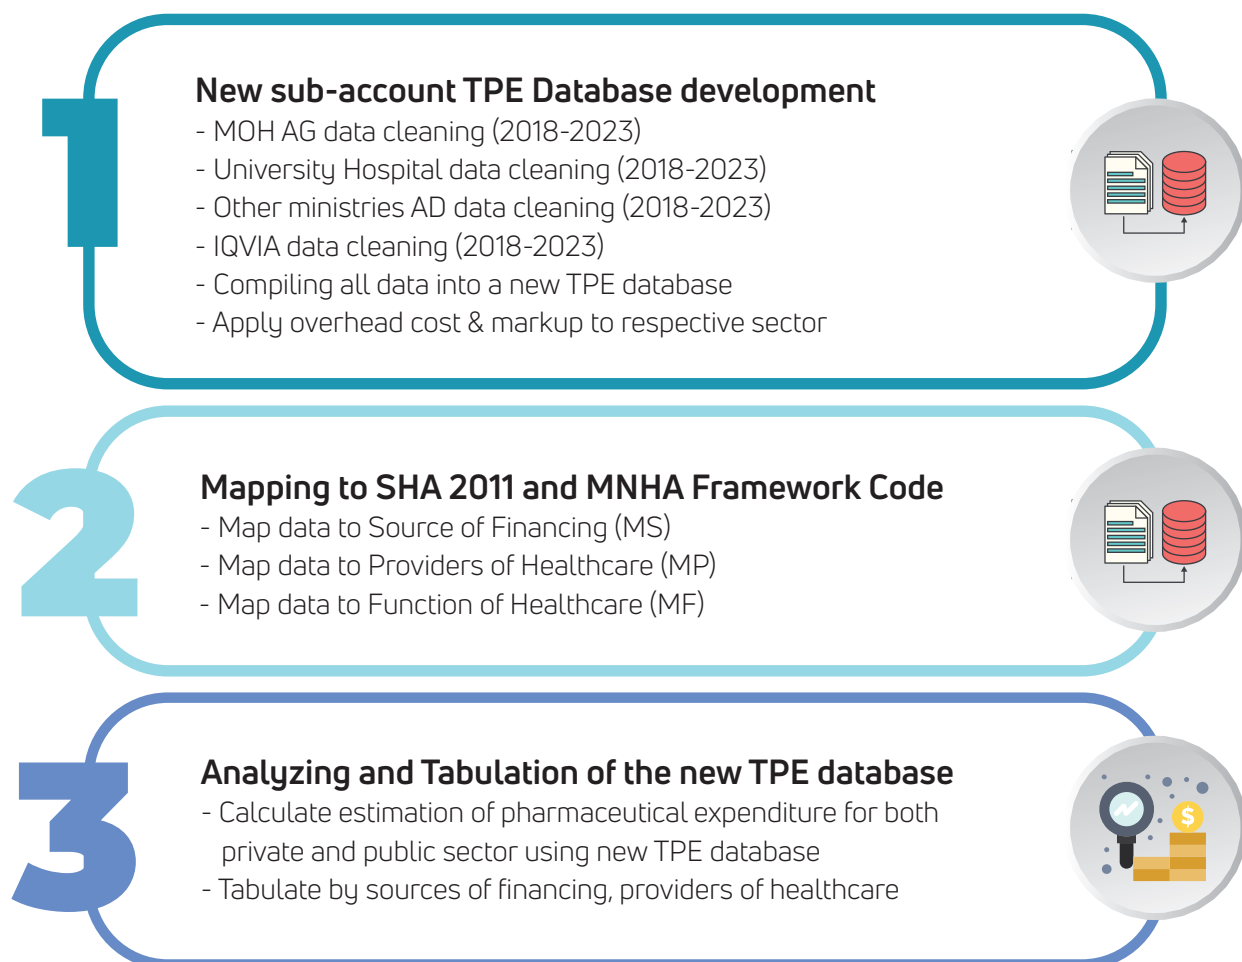 1
New sub-account TPE Database development
- MOH AG data cleaning (2018-2023)
- University Hospital data cleaning (2018-2023)
- Other ministries AD data cleaning (2018-2023)
- IQVIA data cleaning (2018-2023)
- Compiling all data into a new TPE database
- Apply overhead cost & markup to respective sector
2
Mapping to SHA 2011 and MNHA Framework Code
- Map data to Source of Financing (MS)
- Map data to Providers of Healthcare (MP)
- Map data to Function of Healthcare (MF)
3
Analyzing and Tabulation of the new TPE database
- Calculate estimation of pharmaceutical expenditure for both
private and public sector using new TPE database
- Tabulate by sources of financing, providers of healthcare
$